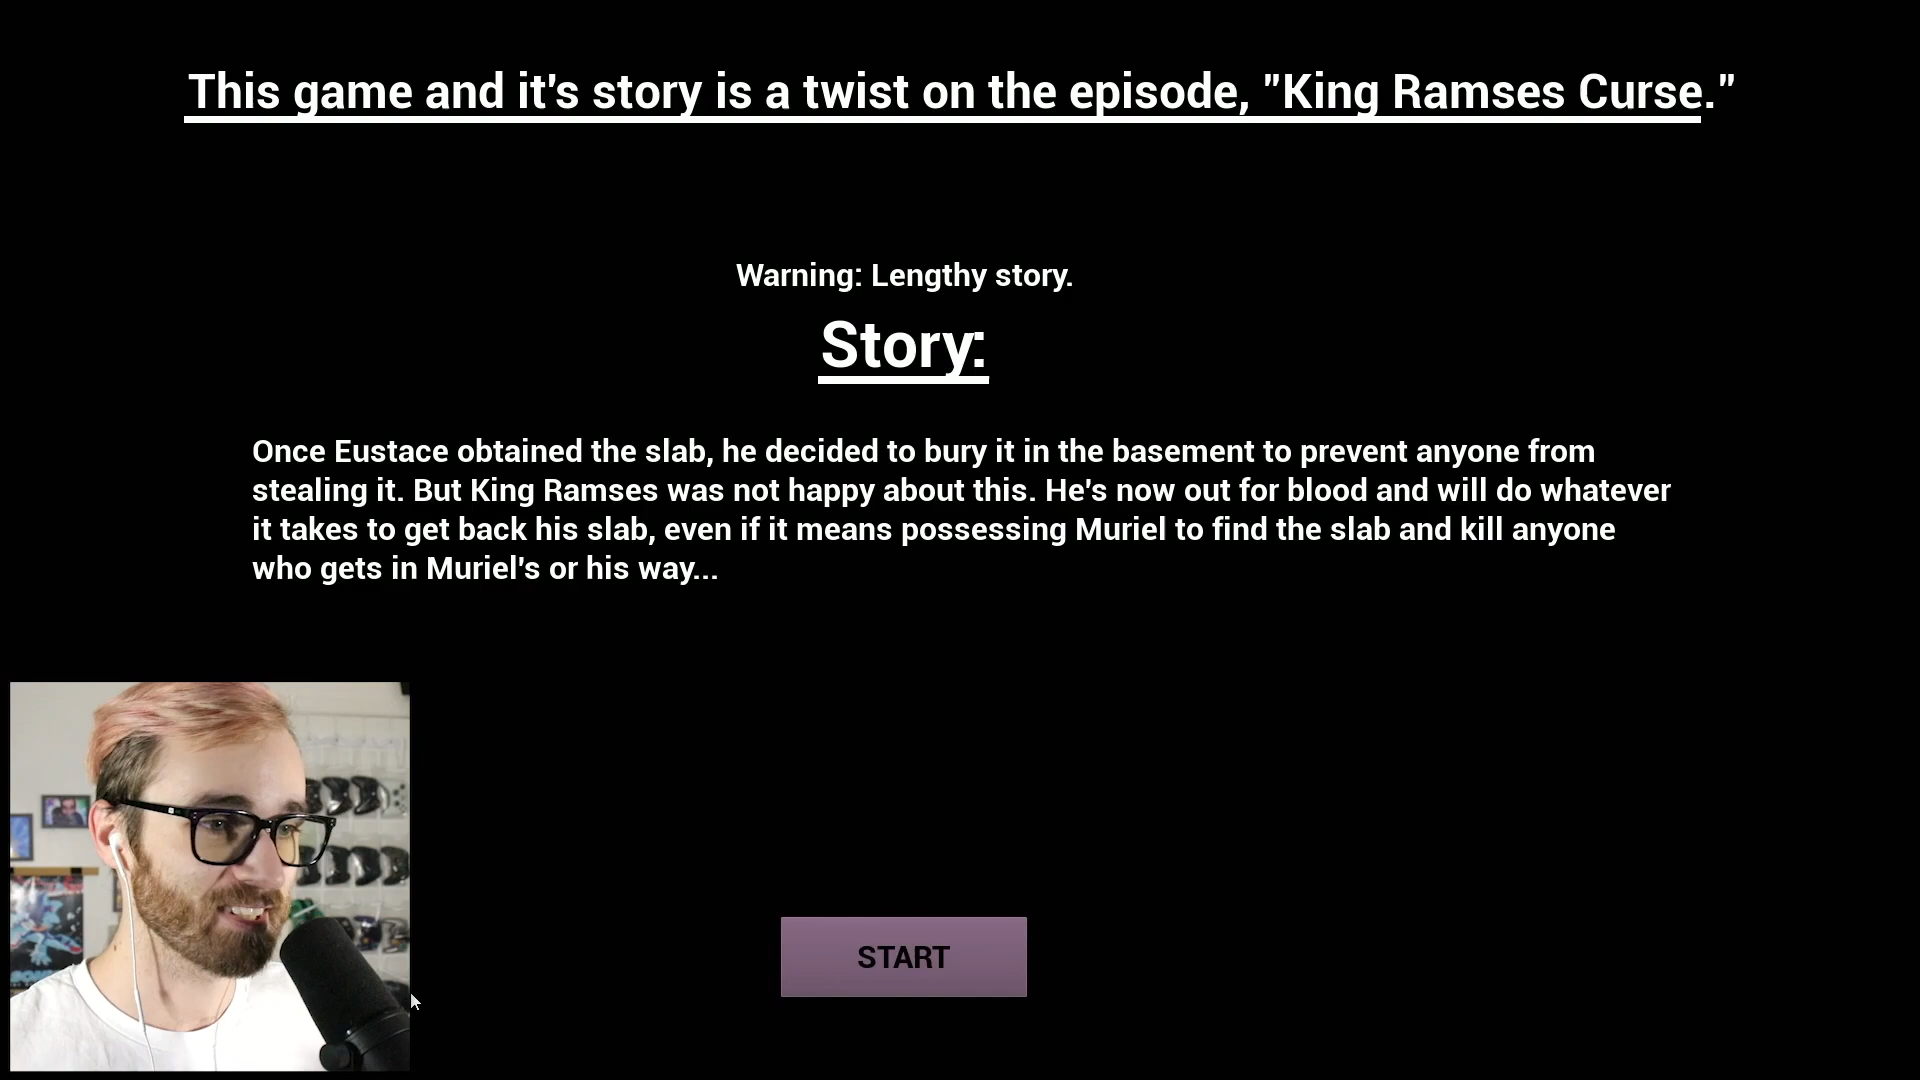 This game and it's story is a twist on the episode, "King Ramses Curse."
Warning: Lengthy story.
Story:
Once Eustace obtained the slab, he decided to bury it in the basement to prevent anyone from
stealing it. But King Ramses was not happy about this. He's now out for blood and will do whatever
it takes to get back his slab, even if it means possessing Muriel to find the slab and kill anyone
who gets in Muriel's or his way...
START